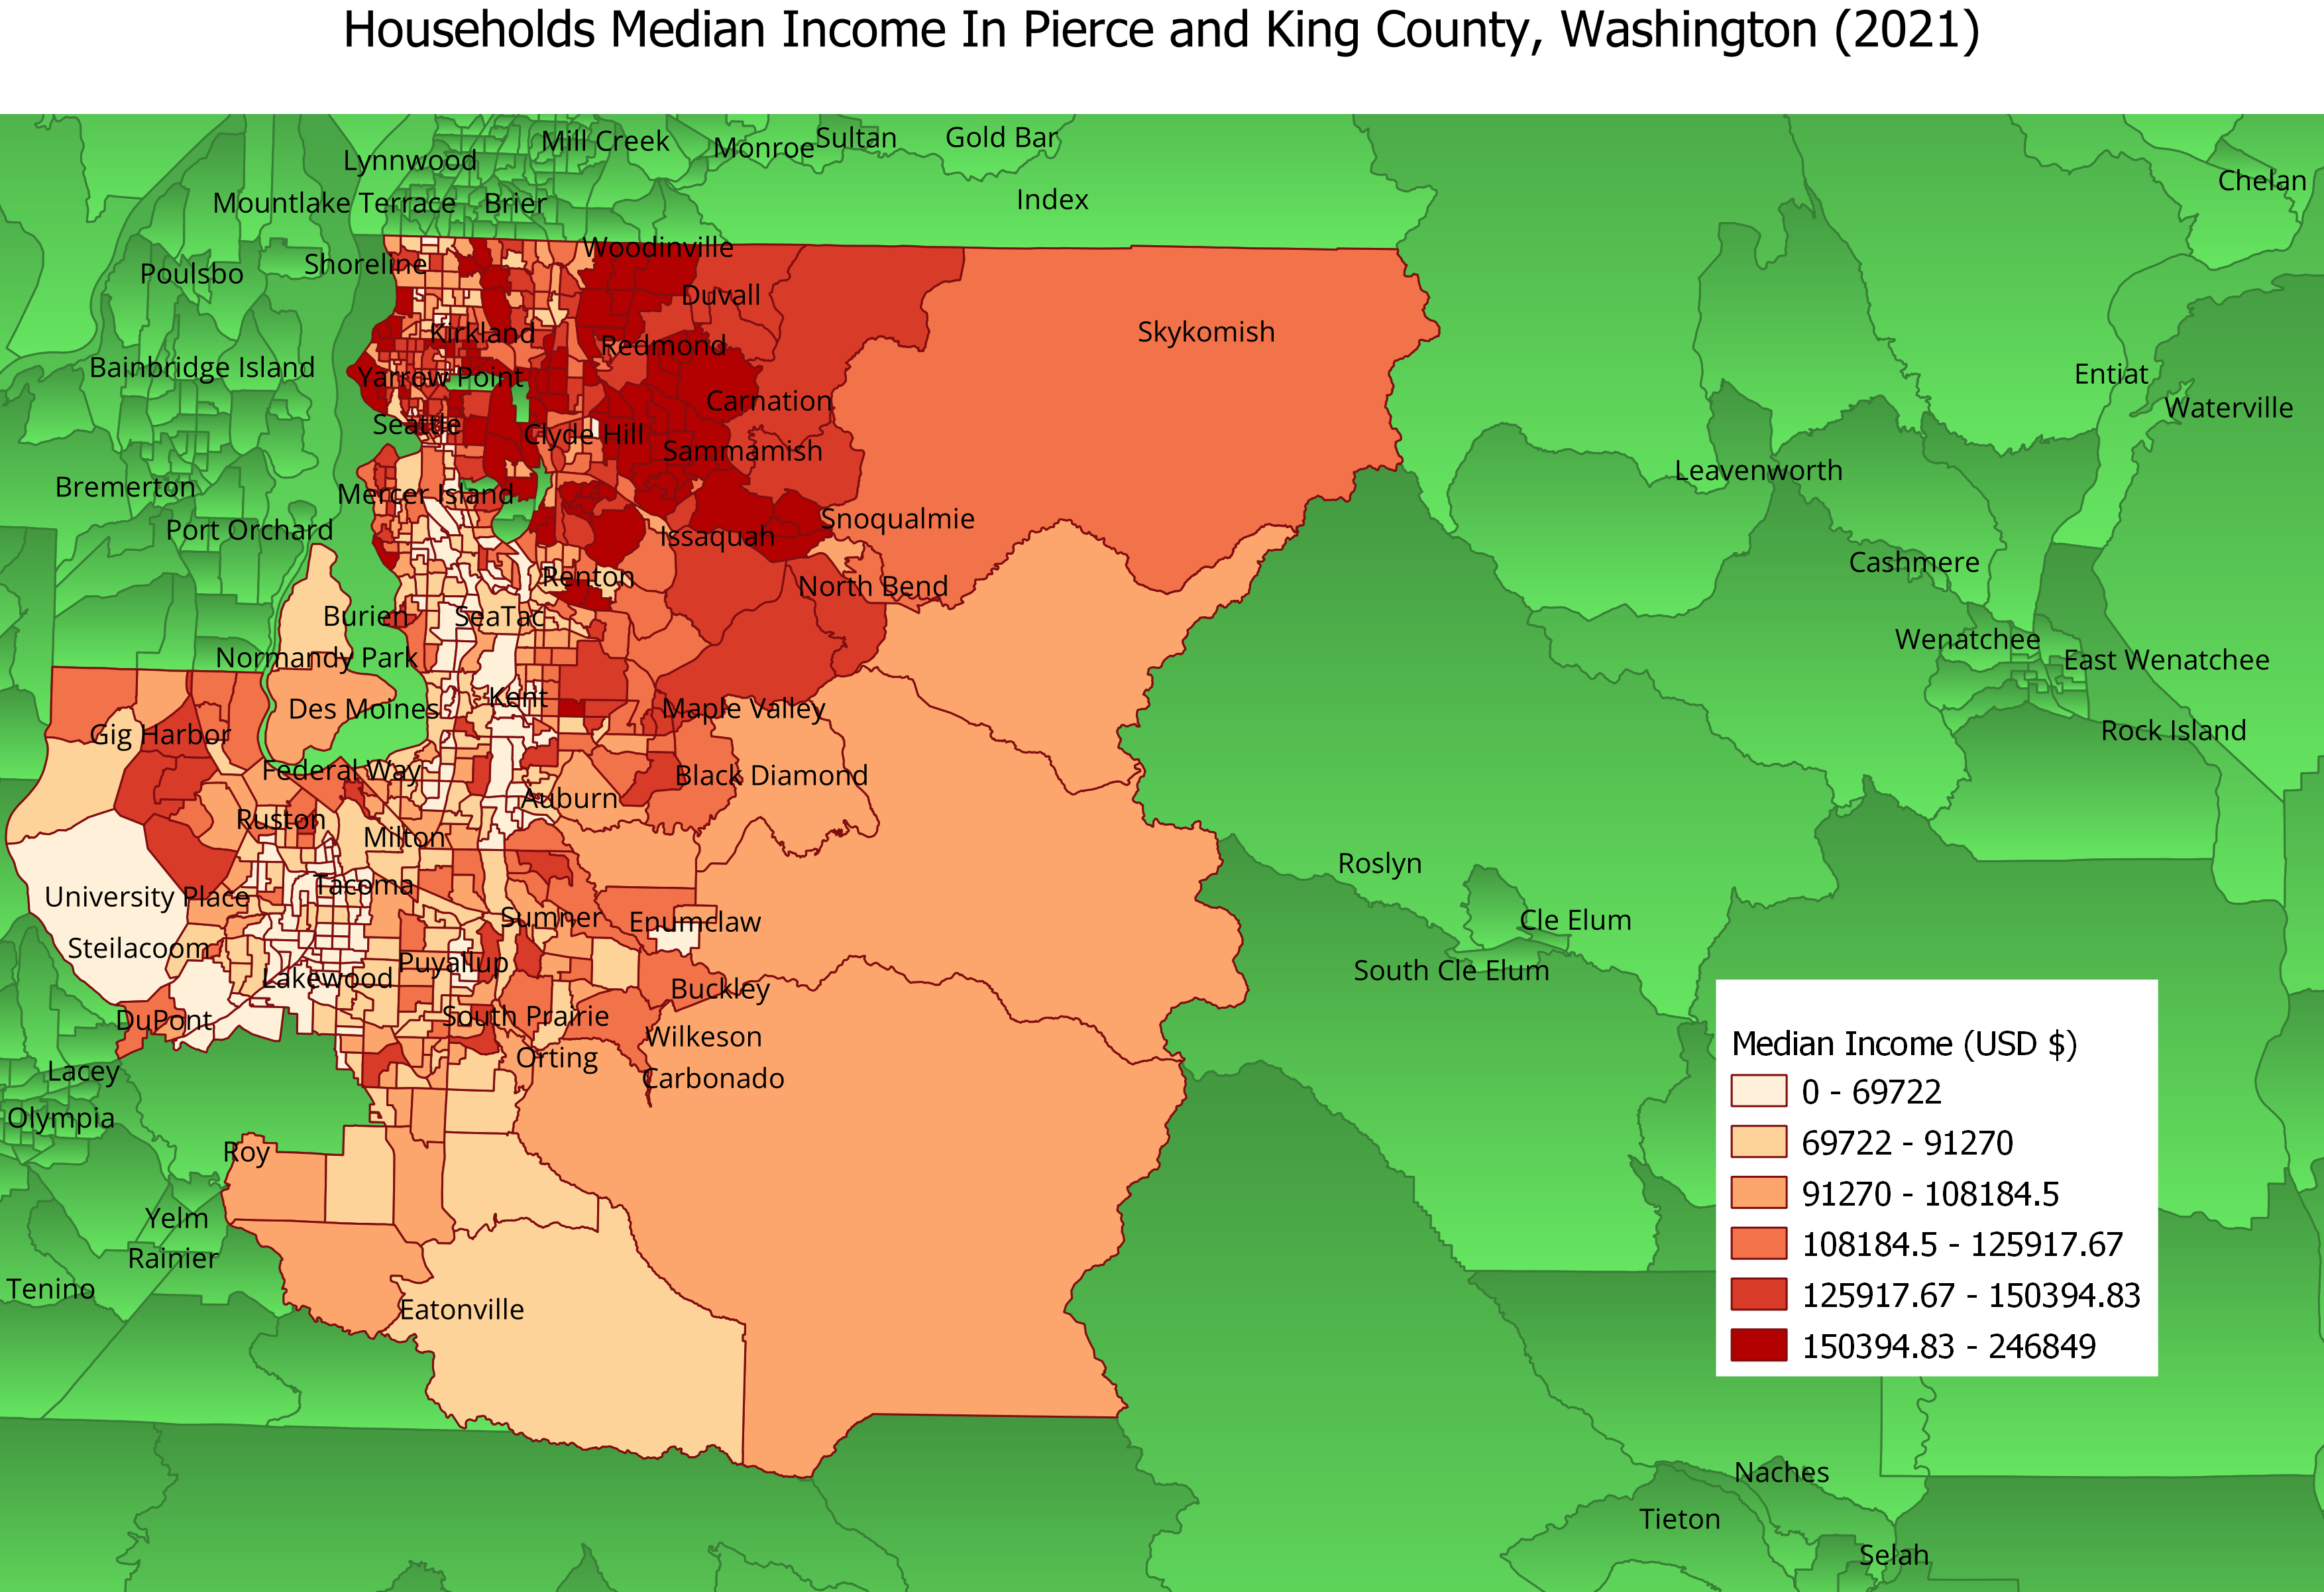 Households Median Income In Pierce and King County, Washington (2021)
Mill Creek
Monroe
Sultan
Gold Bar
Lynnwood
Chelan
Mountlake Terrace
Brier
Index
Woodinville
Shoreline
Poulsbo
Duvall
Kirkland
Redmond
Skykomish
Bainbridge Island
Yarrow Point
Entiat
Carnation
Waterville
Seattle
Clyde Hill
Sammamish
Leavenworth
Bremerton
Mercer Island
Snoqualmie
Port Orchard
Issaquah
Cashmere
Renton
North Bend
Burien
SeaTac
Wenatchee
Normandy Park
East Wenatchee
Kent
Des Moines
Maple Valley
Gig Harbor
Rock Island
Federal Way
Black Diamond
Auburn
Ruston
Milton
Roslyn
Tacoma
University Place
Sumner
Enumclaw
Cle Elum
Steilacoom
Puyallup
Lakewood
South Cle Elum
Buckley
DuPont
South Prairie
Wilkeson
Orting
Lacey
Carbonado
Olympia
Roy
Yelm
Rainier
Tenino
Eatonville
Median Income (USD $)
0 - 69722
69722 - 91270
91270 - 108184.5
108184.5 - 125917.67
125917.67 - 150394.83
150394.83 - 246849
Naches
Tieton
Selah